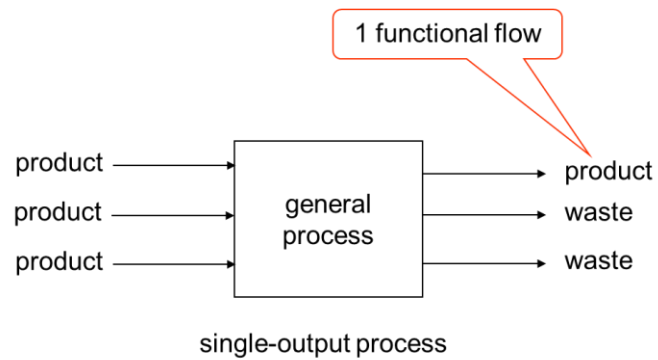 1 functional flow
product
product
product
general
process
product
waste
waste
single-output process